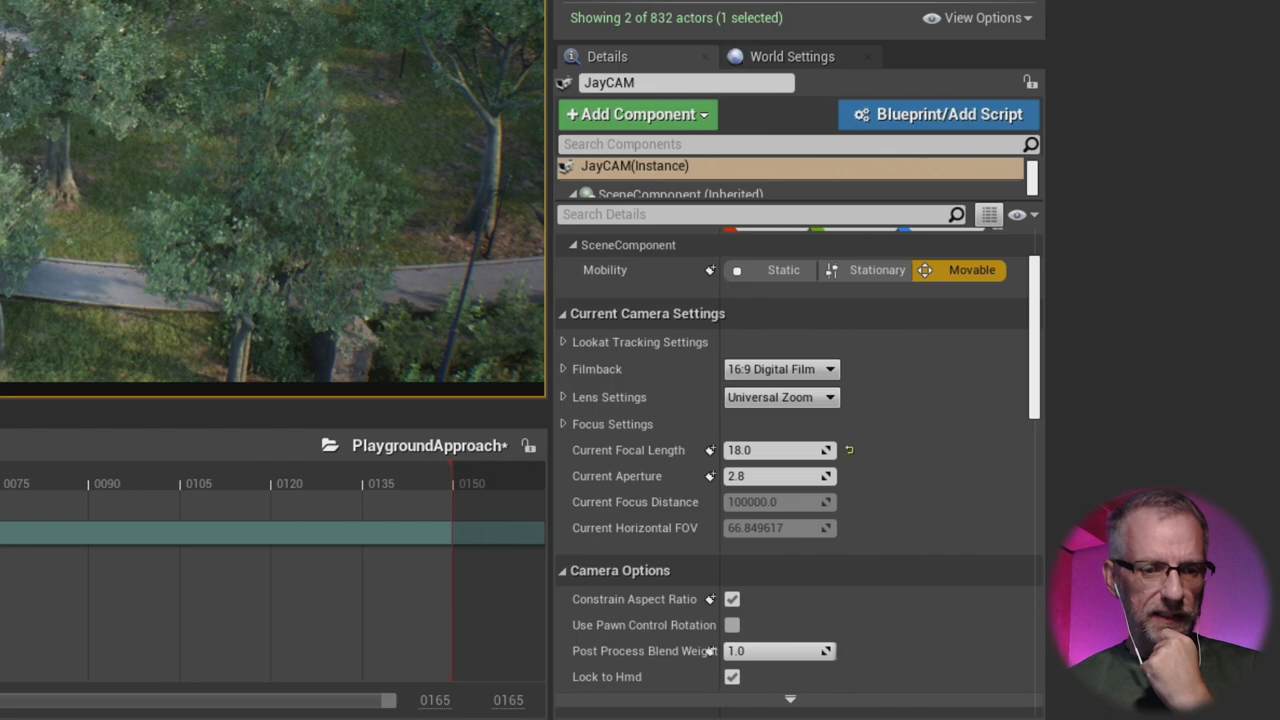 Showing 2 of 832 actors (1 selected)
View Options
Details
World Settings
JayCAM
+Add Component
Blueprint/Add Script
Search Components
JayCAM(Instance)
SceneComponent (Inherited)
Search Details
SceneComponent
Mobility
Static
Stationary
Movable
Current Camera Settings
Lookat Tracking Settings
Filmback
16:9 Digital Film
Lens Settings
Universal Zoom
Focus Settings
Current Focal Length
18.0
Current Aperture
2.8
Current Focus Distance
100000.0
Current Horizontal FOV
66.849617
Camera Options
Constrain Aspect Ratio
Use Pawn Control Rotation
Post Process Blend Weight
1.0
Lock to Hmd
PlaygroundApproach*
0075
0090
0105
0120
0135
0150
0165
0165